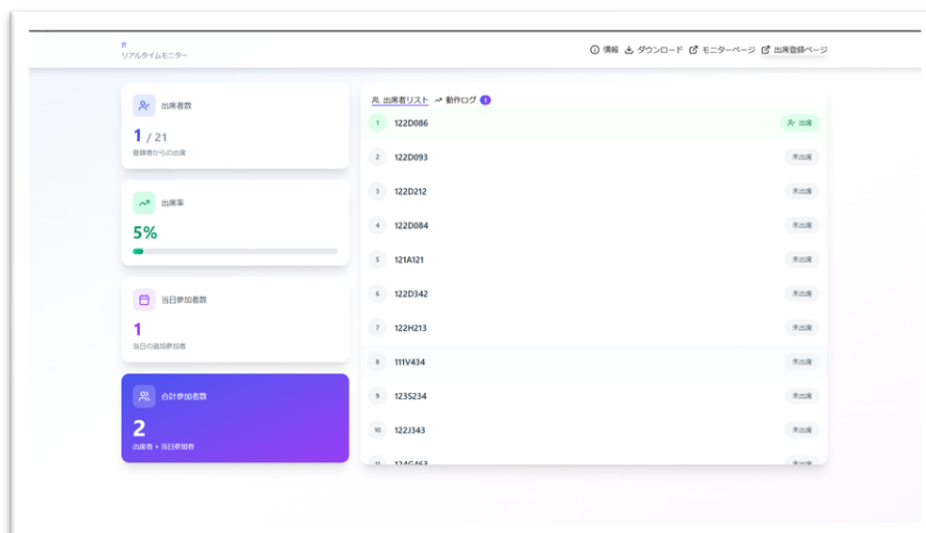 ff
リアルタイムモニター
情報 ダウンロード モニターページ 出席登録ページ
出席者数
1 / 21
登録者からの出席
出席率
5%
当日参加者数
1
当日の追加参加者
合計参加者数
2
出席者 + 当日参加者
出席者リスト 動作ログ 1
1 122D086 出席
2 122D093 未出席
3 122D212 未出席
4 122D084 未出席
5 121A121 未出席
6 122D342 未出席
7 122H213 未出席
8 111V434 未出席
9 123S234 未出席
10 122J343 未出席
11 124G463 未出席